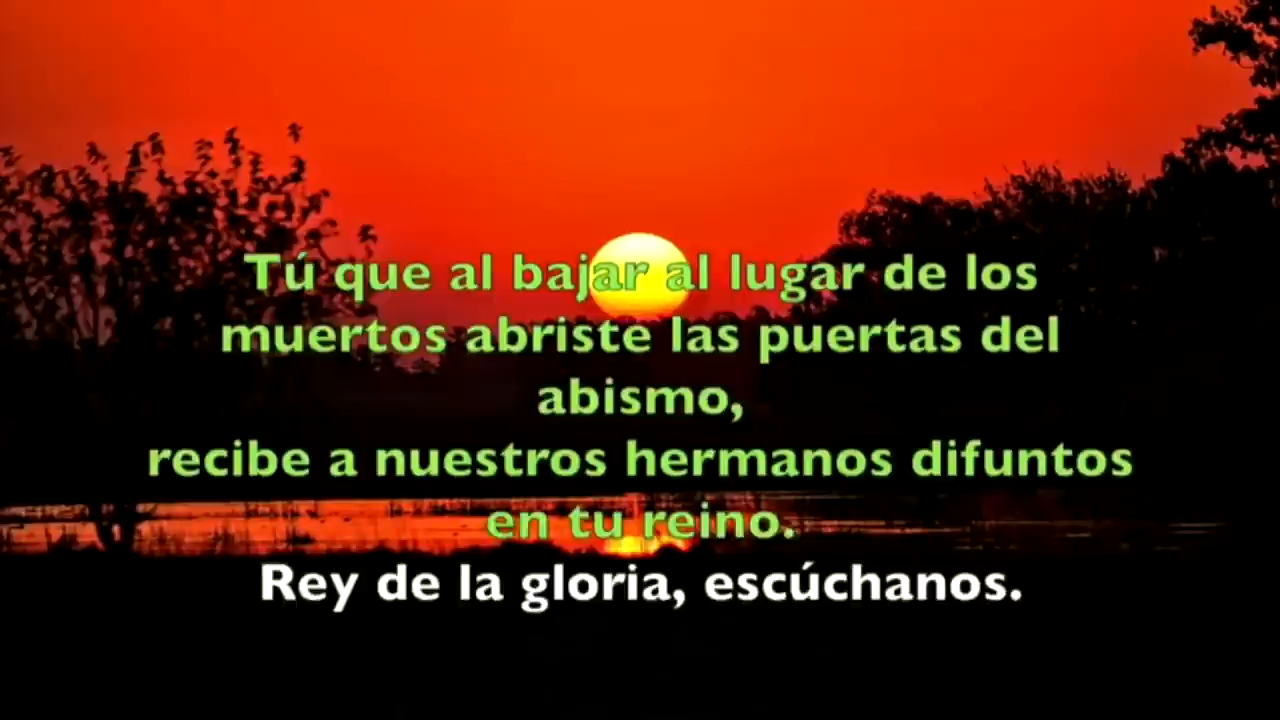 Tú que al bajar al lugar de los
muertos abriste las puertas del
abismo,
recibe a nuestros hermanos difuntos
en tu reino.
Rey de la gloria, escúchanos.